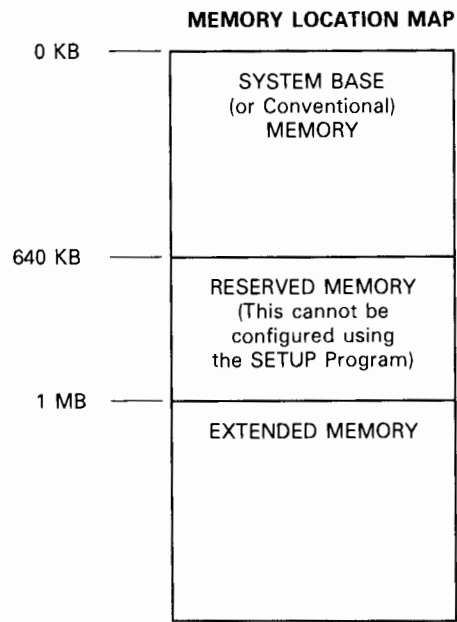 MEMORY LOCATION MAP
0 KB
SYSTEM BASE
(or Conventional)
MEMORY
640 KB
RESERVED MEMORY
(This cannot be
configured using
the SETUP Program)
1 MB
EXTENDED MEMORY